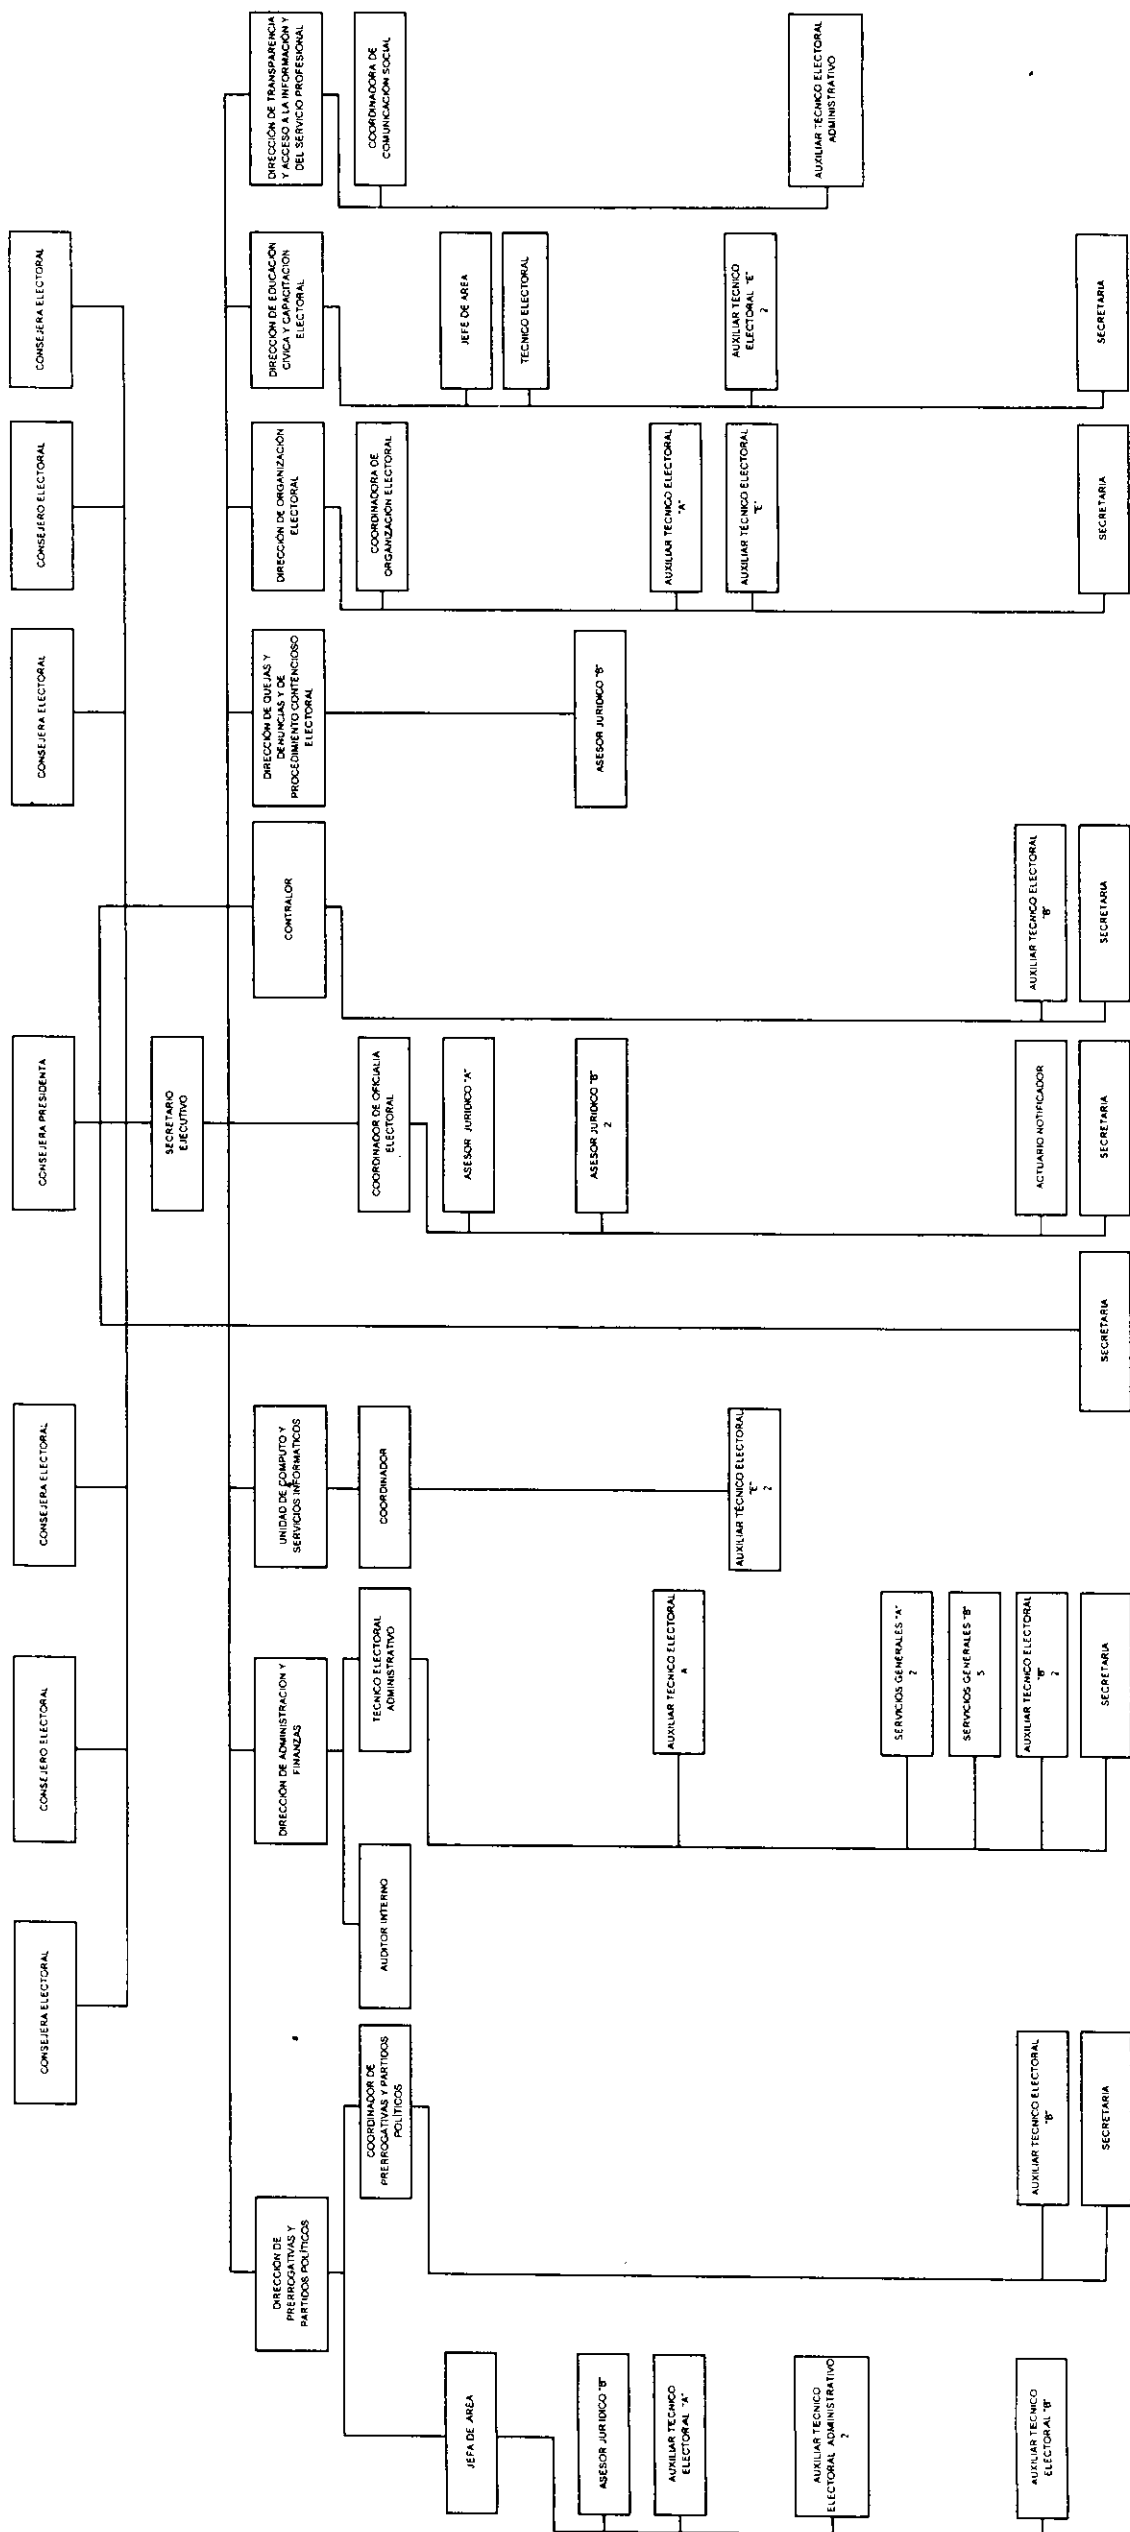 CONSEJERA ELECTORAL
CONSEJERO ELECTORAL
CONSEJERA ELECTORAL
CONSEJERA PRESIDENTA
CONSEJERA ELECTORAL
CONSEJERO ELECTORAL
CONSEJERA ELECTORAL
SECRETARIO
EJECUTIVO
DIRECCIÓN DE
PRERROGATIVAS Y
PARTIDOS POLÍTICOS
DIRECCIÓN DE ADMINISTRACION Y
FINANZAS
UNIDAD DE COMPUTO Y
SERVICIOS INFORMATICOS
CONTRALOR
DIRECCIÓN DE QUEJAS Y
DENUNCIAS Y DE
PROCEDIMIENTO CONTENCIOSO
ELECTORAL
DIRECCIÓN DE ORGANIZACIÓN
ELECTORAL
DIRECCIÓN DE EDUCACIÓN
CIVICA Y CAPACITACION
ELECTORAL
DIRECCIÓN DE TRANSPARENCIA
Y ACCESO A LA INFORMACIÓN Y
DEL SERVICIO PROFESIONAL
COORDINADOR DE
PRERROGATIVAS Y PARTIDOS
POLÍTICOS
AUDITOR INTERNO
TECNICO ELECTORAL
ADMINISTRATIVO
COORDINADOR
COORDINADOR DE OFICIALIA
ELECTORAL
COORDINADORA DE
ORGANIZACIÓN ELECTORAL
COORDINADORA DE
COMUNICACIÓN SOCIAL
JEFA DE AREA
ASESOR JURIDICO "A"
JEFE DE AREA
TECNICO ELECTORAL
ASESOR JURIDICO "B"
ASESOR JURIDICO "B"
2
ASESOR JURIDICO "B"
AUXILIAR TECNICO
ELECTORAL "A"
AUXILIAR TECNICO ELECTORAL
A
AUXILIAR TECNICO ELECTORAL
"A"
AUXILIAR TÉCNICO ELECTORAL
"E"
2
AUXILIAR TÉCNICO ELECTORAL
"E"
AUXILIAR TECNICO
ELECTORAL "E"
2
AUXILIAR TECNICO
ELECTORAL ADMINISTRATIVO
2
AUXILIAR TECNICO ELECTORAL
ADMINISTRATIVO
SERVICIOS GENERALES "A"
2
SERVICIOS GENERALES "B"
5
AUXILIAR TECNICO
ELECTORAL "B"
AUXILIAR TECNICO ELECTORAL
"B"
AUXILIAR TECNICO ELECTORAL
"B"
2
ACTUARIO NOTIFICADOR
AUXILIAR TECNICO ELECTORAL
"B"
SECRETARIA
SECRETARIA
SECRETARIA
SECRETARIA
SECRETARIA
SECRETARIA
SECRETARIA